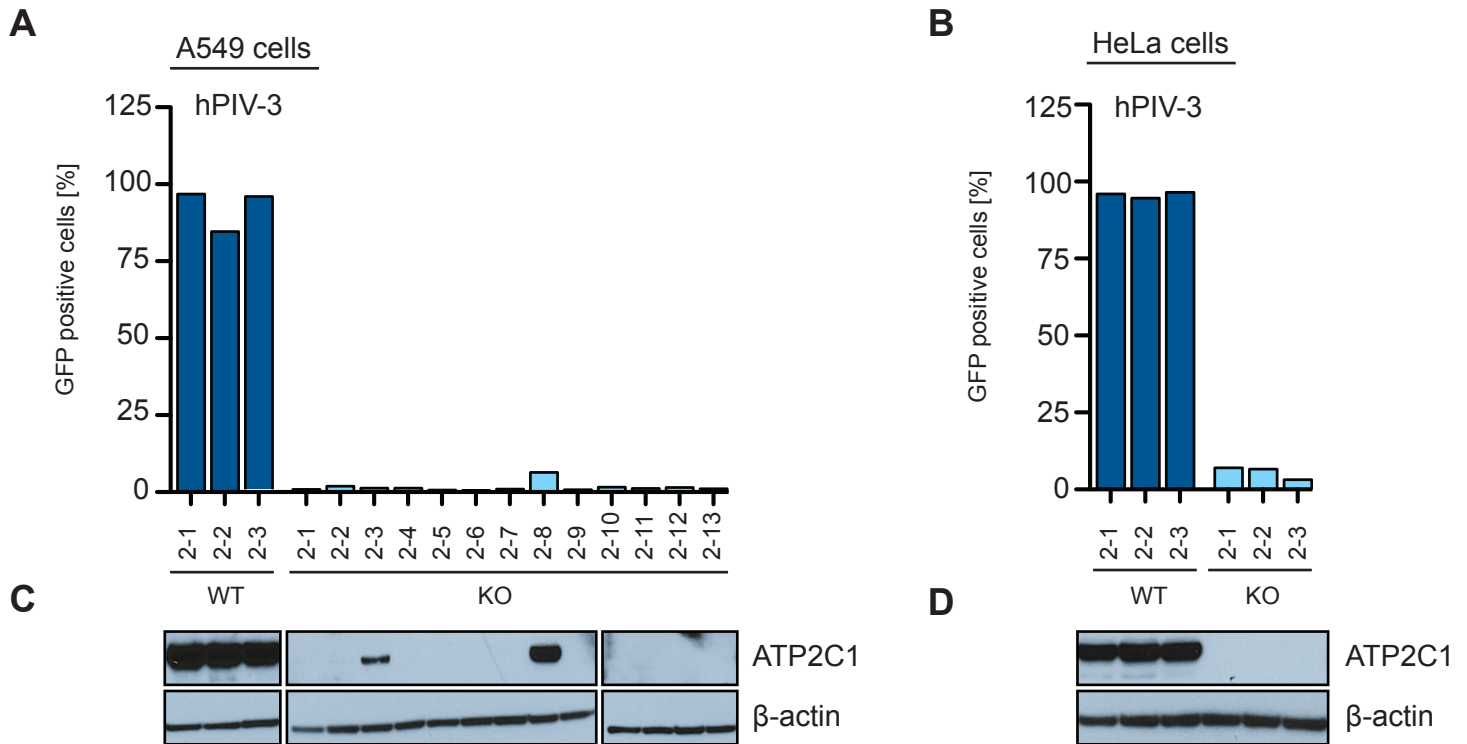 A
A549 cells
hPIV-3
GFP positive cells [%]
125
100
75
50
25
0
2-1
2-2
2-3
2-1
2-2
2-3
2-4
2-5
2-6
2-7
2-8
2-9
2-10
2-11
2-12
2-13
WT
KO
B
HeLa cells
hPIV-3
GFP positive cells [%]
125
100
75
50
25
0
2-1
2-2
2-3
2-1
2-2
2-3
WT
KO
C
ATP2C1
β-actin
D
ATP2C1
β-actin